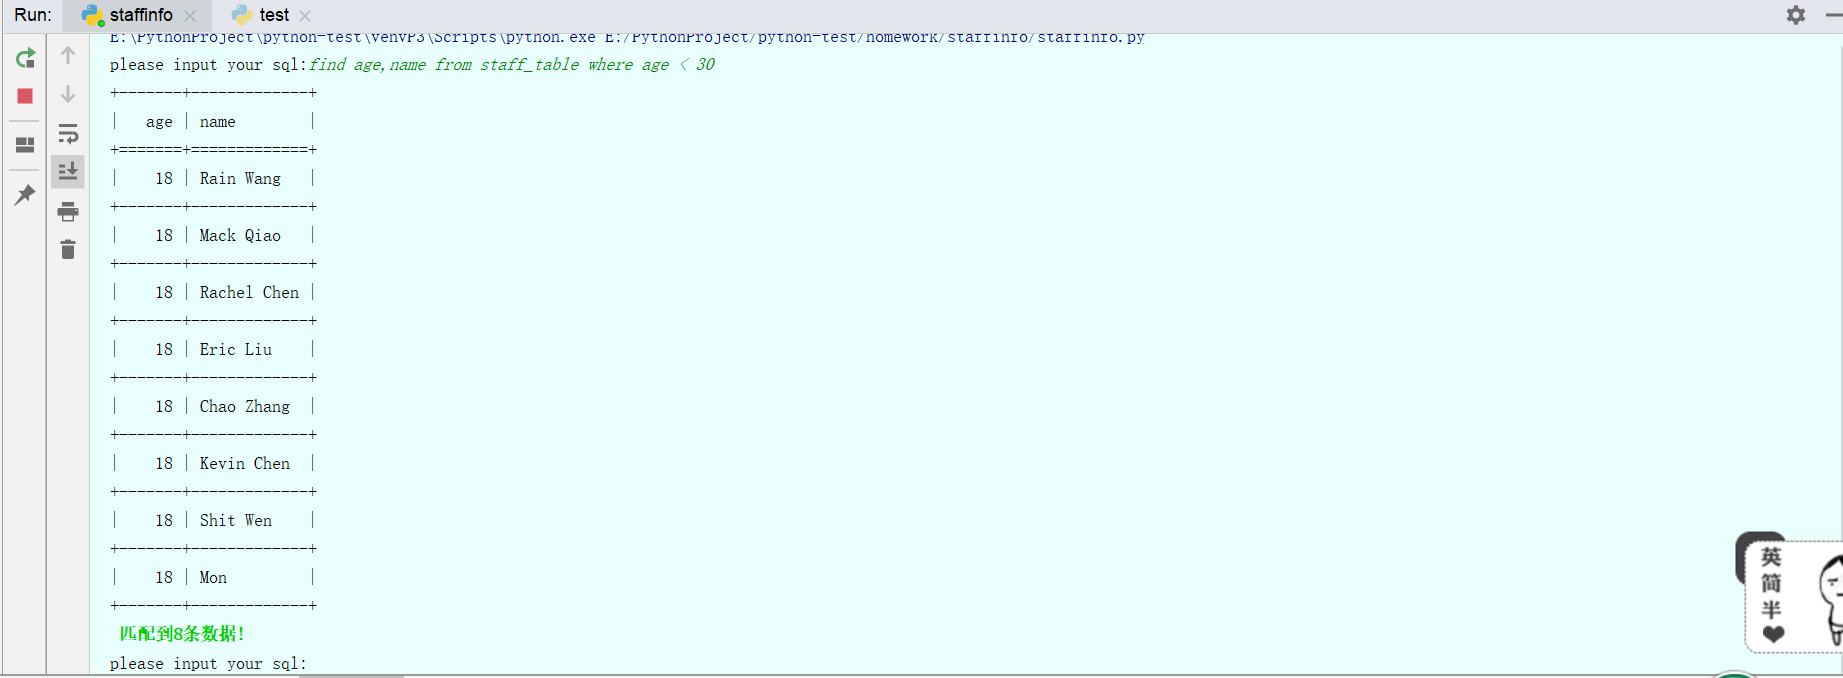 Run: staffinfo test
E:\PythonProject\python-test\venvP3\Scripts\python.exe E:/PythonProject/python-test/homework/staffinfo/staffinfo.py
please input your sql:find age,name from staff_table where age < 30
+-------+-------------+
|   age | name        |
+=======+=============+
|    18 | Rain Wang   |
+-------+-------------+
|    18 | Mack Qiao   |
+-------+-------------+
|    18 | Rachel Chen |
+-------+-------------+
|    18 | Eric Liu    |
+-------+-------------+
|    18 | Chao Zhang  |
+-------+-------------+
|    18 | Kevin Chen  |
+-------+-------------+
|    18 | Shit Wen    |
+-------+-------------+
|    18 | Mon         |
+-------+-------------+
匹配到8条数据!
please input your sql:
英
简
半